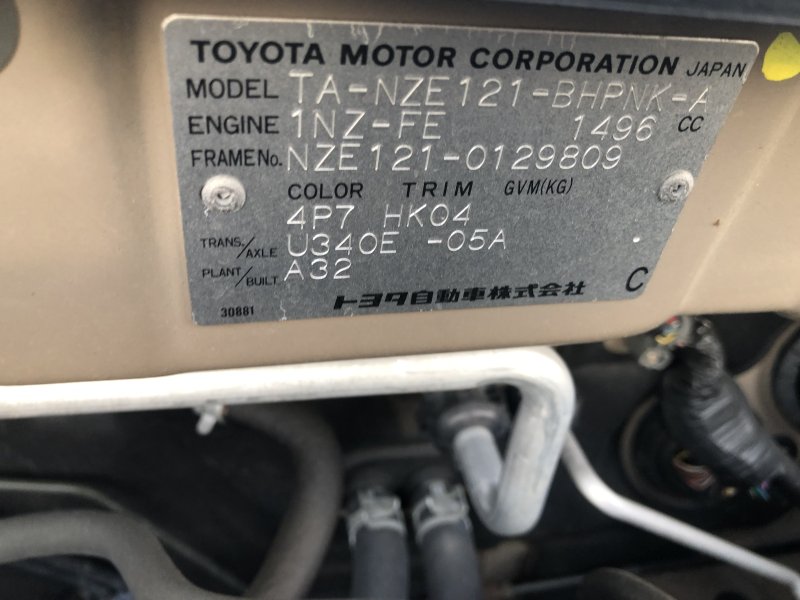 TOYOTA MOTOR CORPORATION JAPAN
MODEL TA-NZE121-BHPNK-A
ENGINE 1NZ-FE 1496 CC
FRAME No. NZE121-0129809
COLOR TRIM GVM(KG)
4P7 HK04
TRANS./AXLE U340E -05A
PLANT/BUILT A32
30881 トヨタ自動車株式会社 C